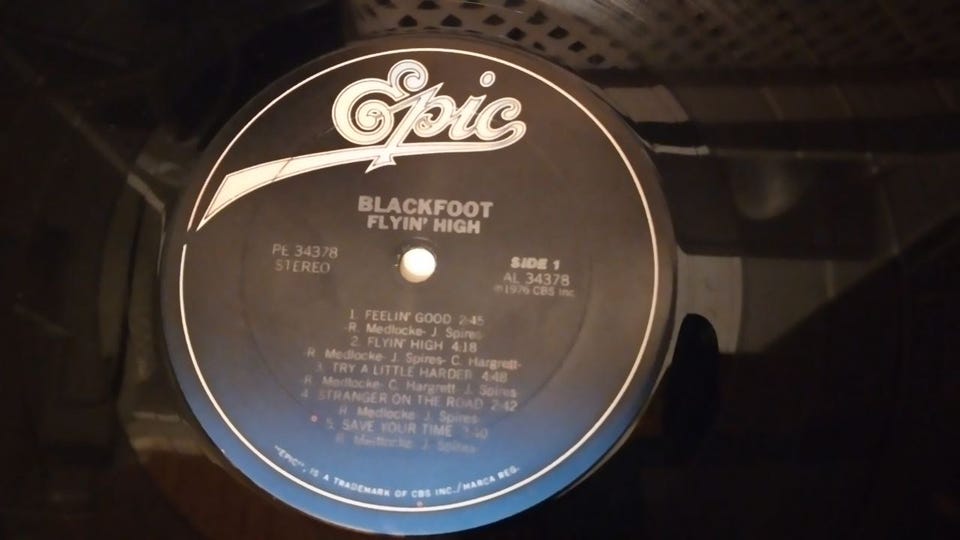 Epic
BLACKFOOT
FLYIN' HIGH
PE 34378
STEREO
SIDE 1
AL 34378
℗1976 CBS Inc.
1. FEELIN' GOOD 2:45
-R. Medlocke- J. Spires-
2. FLYIN' HIGH 4:18
-R. Medlocke- J. Spires- C. Hargrett-
3. TRY A LITTLE HARDER 4:48
-R. Medlocke- C. Hargrett- J. Spires
4. STRANGER ON THE ROAD 2:42
R. Medlocke- J. Spires-
5. SAVE YOUR TIME
R. Medlocke- J. Spires-
"EPIC", IS A TRADEMARK OF CBS INC./MARCA REG.